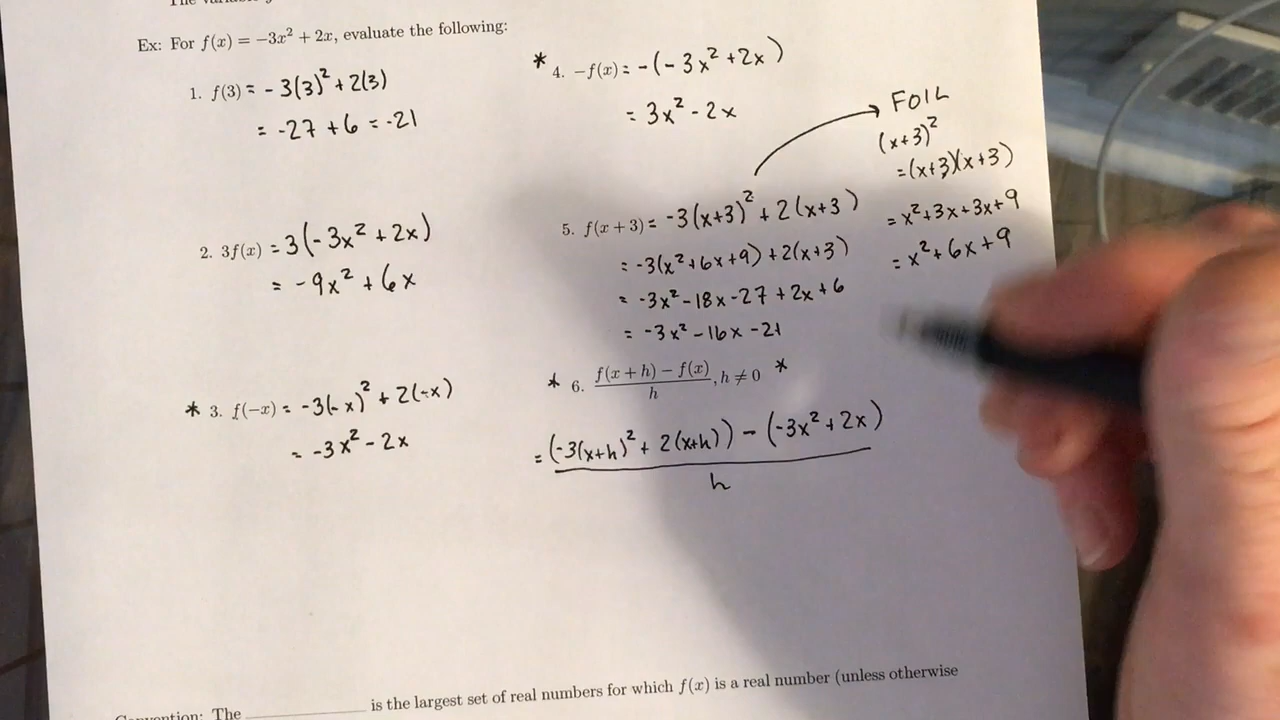 Ex: For f(x) = −3x² + 2x, evaluate the following:
1. f(3) = -3(3)² + 2(3)
= -27 + 6 = -21
2. 3f(x) = 3(-3x² + 2x)
= -9x² + 6x
* 3. f(−x) = -3(-x)² + 2(-x)
= -3x² - 2x
* 4. −f(x) = -(-3x² + 2x)
= 3x² - 2x
5. f(x + 3) = -3(x+3)² + 2(x+3)
= -3(x² + 6x + 9) + 2(x+3)
= -3x² - 18x - 27 + 2x + 6
= -3x² - 16x - 21
FOIL
(x+3)²
= (x+3)(x+3)
= x² + 3x + 3x + 9
= x² + 6x + 9
* 6. f(x + h) − f(x) / h, h ≠ 0 *
= (-3(x+h)² + 2(x+h)) - (-3x² + 2x)
h
The ____________ is the largest set of real numbers for which f(x) is a real number (unless otherwise